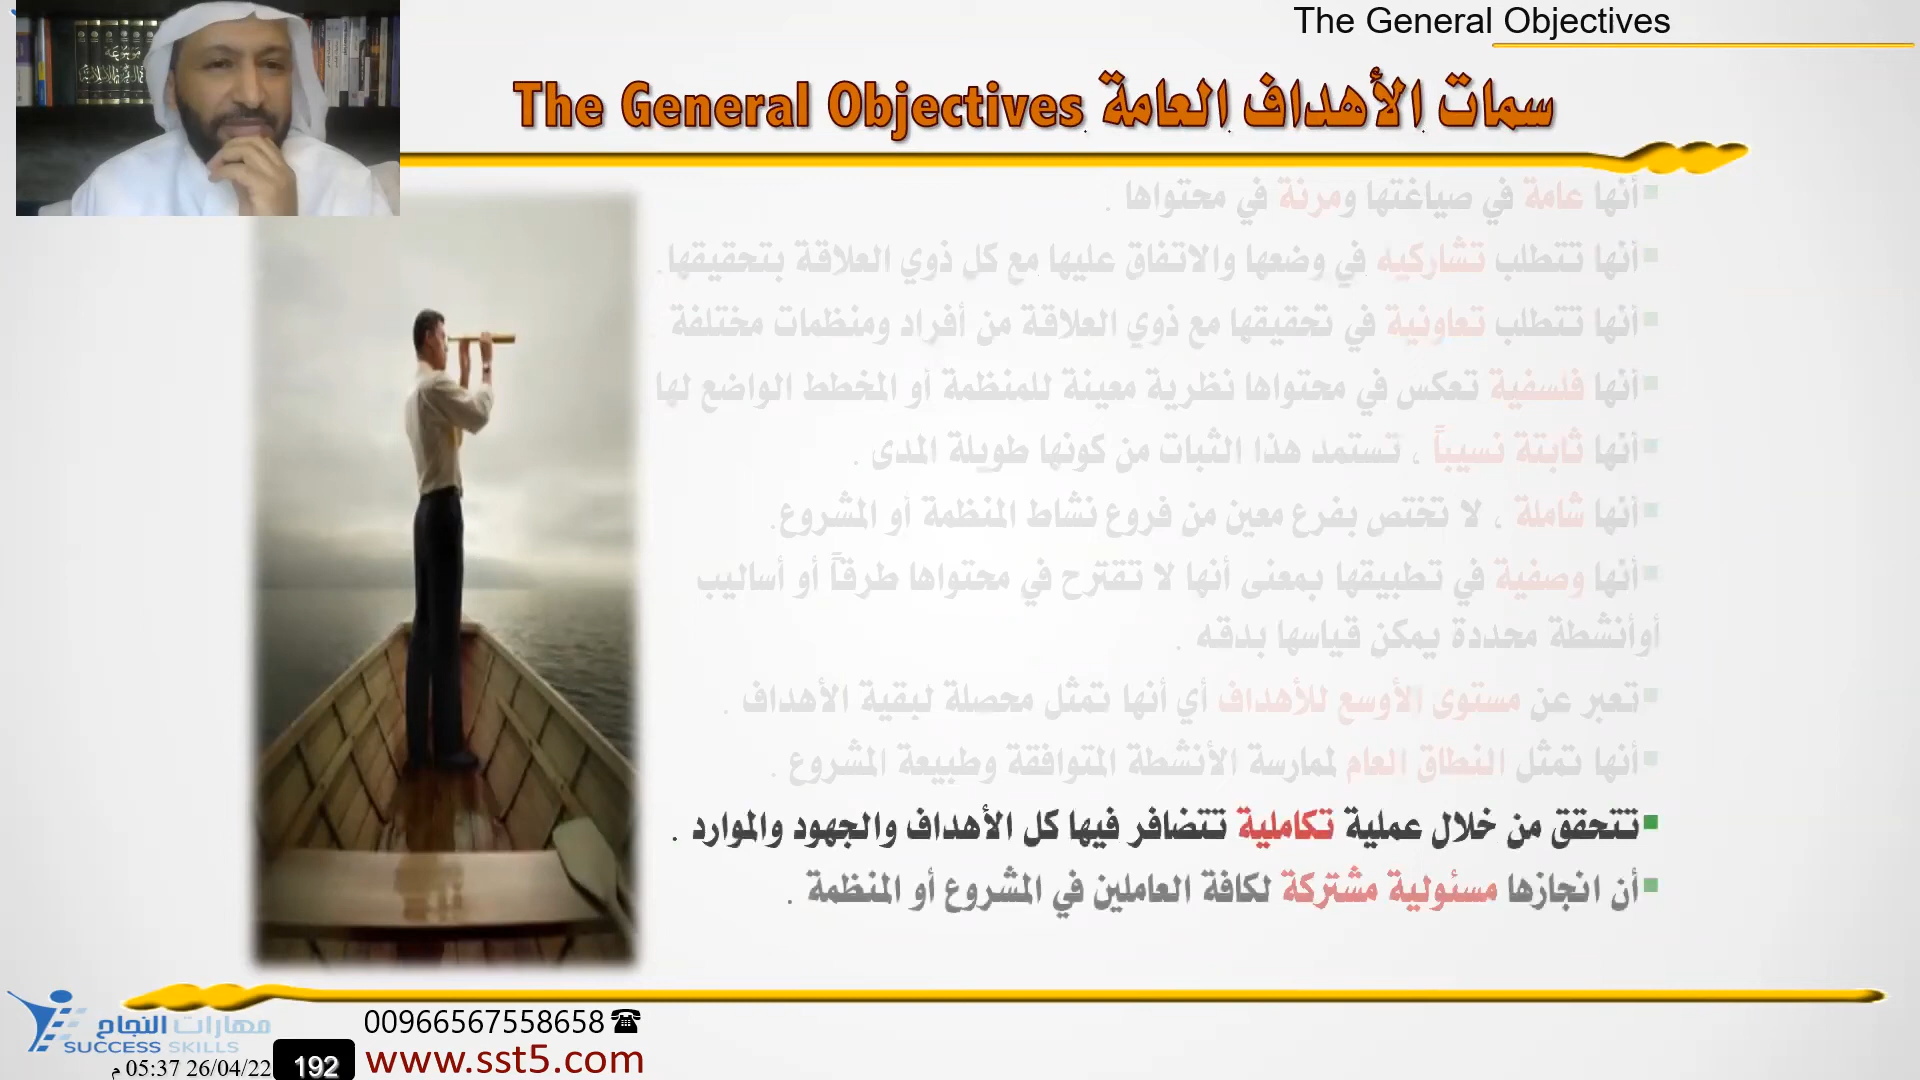 The General Objectives
سمات الأهداف العامة The General Objectives
أنها عامة في صياغتها ومرنة في محتواها .
أنها تتطلب تشاركيه في وضعها والاتفاق عليها مع كل ذوي العلاقة بتحقيقها.
أنها تتطلب تعاونية في تحقيقها مع ذوي العلاقة من أفراد ومنظمات مختلفة
أنها فلسفية تعكس في محتواها نظرية معينة للمنظمة أو المخطط الواضع لها
أنها ثابتة نسيباً ، تستمد هذا الثبات من كونها طويلة المدى .
أنها شاملة ، لا تختص بفرع معين من فروع نشاط المنظمة أو المشروع.
أنها وصفية في تطبيقها بمعنى أنها لا تقترح في محتواها طرقاً أو أساليب
أوأنشطة محددة يمكن قياسها بدقه .
تعبر عن مستوى الأوسع للأهداف أي أنها تمثل محصلة لبقية الأهداف .
أنها تمثل النطاق العام لممارسة الأنشطة المتوافقة وطبيعة المشروع .
تتحقق من خلال عملية تكاملية تتضافر فيها كل الأهداف والجهود والموارد .
أن انجازها مسئولية مشتركة لكافة العاملين في المشروع أو المنظمة .
مهارات النجاح
SUCCESS SKILLS
00966567558658
www.sst5.com
192
26/04/22 05:37 م